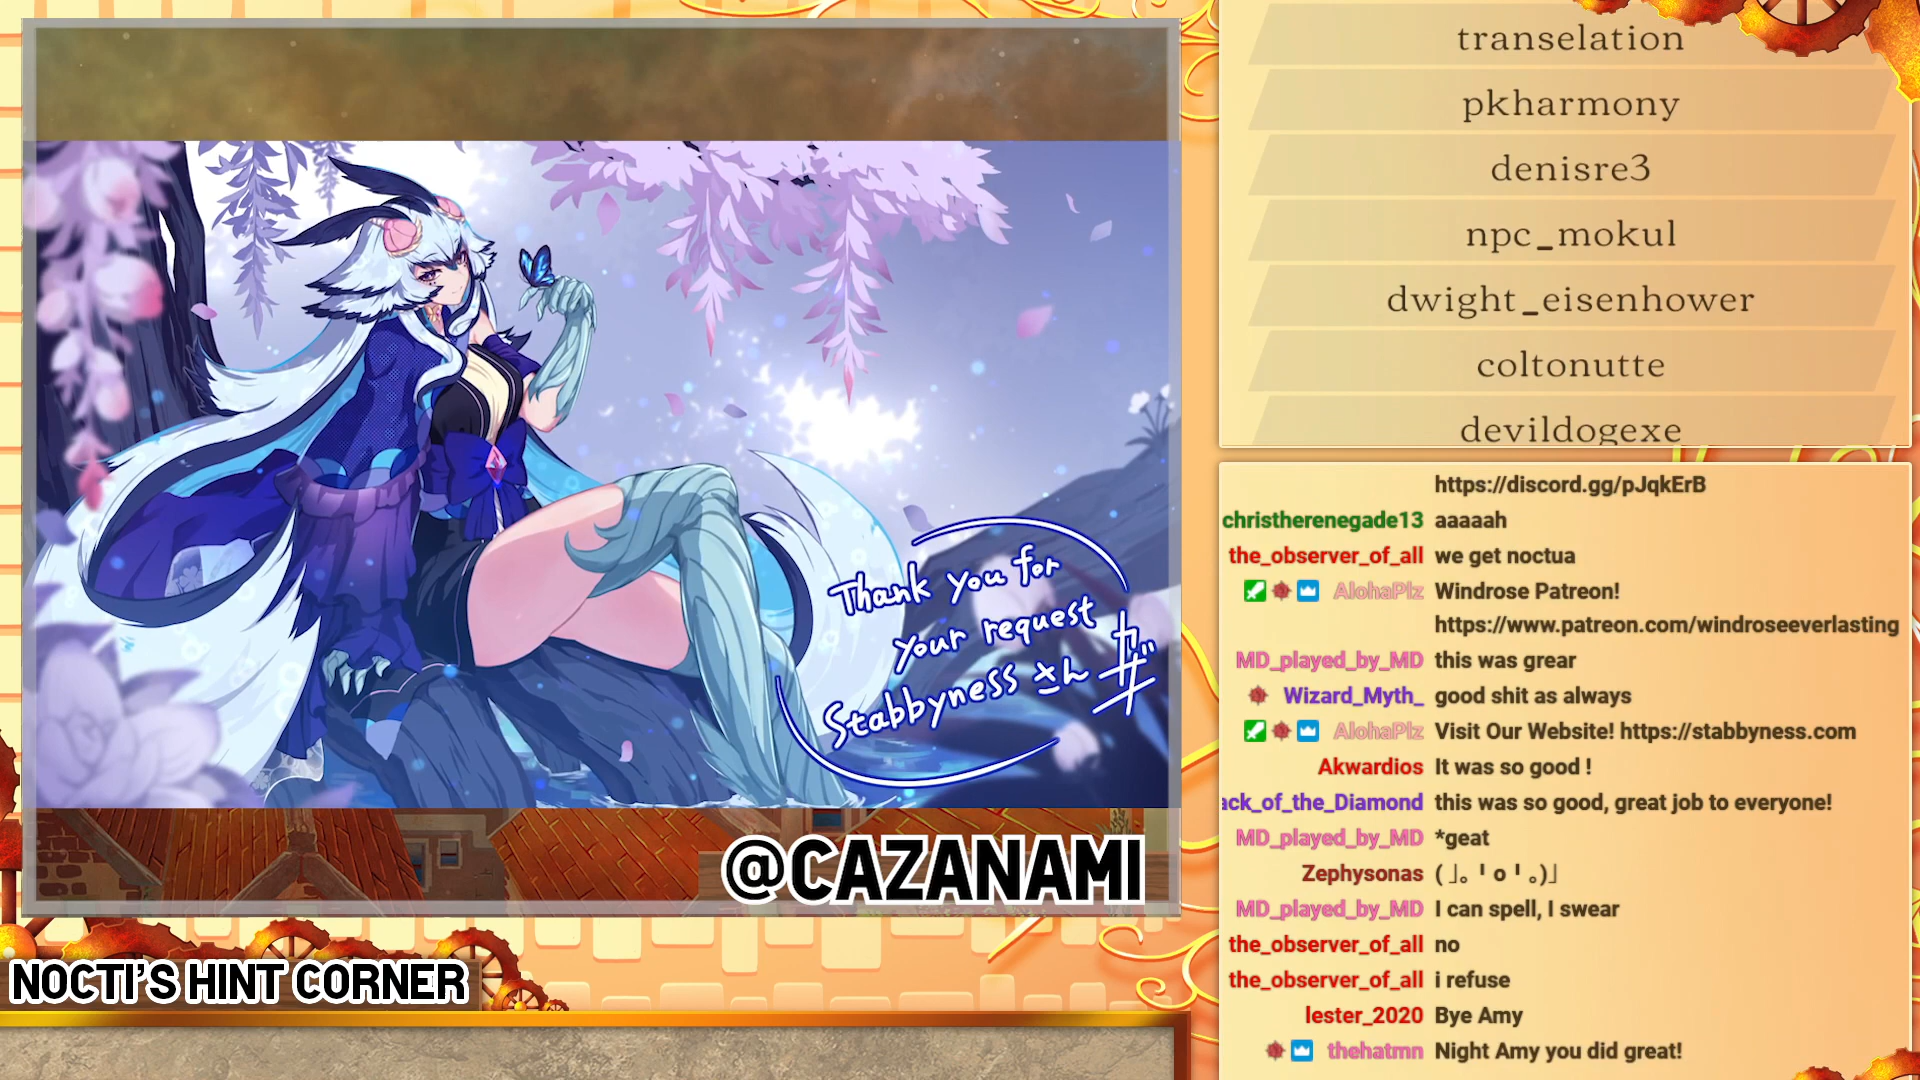 Thank you for
your request
Stabbyness さん
@CAZANAMI
NOCTI'S HINT CORNER
transelation
pkharmony
denisre3
npc_mokul
dwight_eisenhower
coltonutte
devildogexe
https://discord.gg/pJqkErB
christherenegade13 aaaaah
the_observer_of_all we get noctua
AlohaPlz Windrose Patreon!
https://www.patreon.com/windroseeverlasting
MD_played_by_MD this was grear
Wizard_Myth_ good shit as always
AlohaPlz Visit Our Website! https://stabbyness.com
Akwardios It was so good !
ack_of_the_Diamond this was so good, great job to everyone!
MD_played_by_MD *geat
Zephysonas (｣｡╹o╹｡)｣
MD_played_by_MD I can spell, I swear
the_observer_of_all no
the_observer_of_all i refuse
lester_2020 Bye Amy
thehatmn Night Amy you did great!